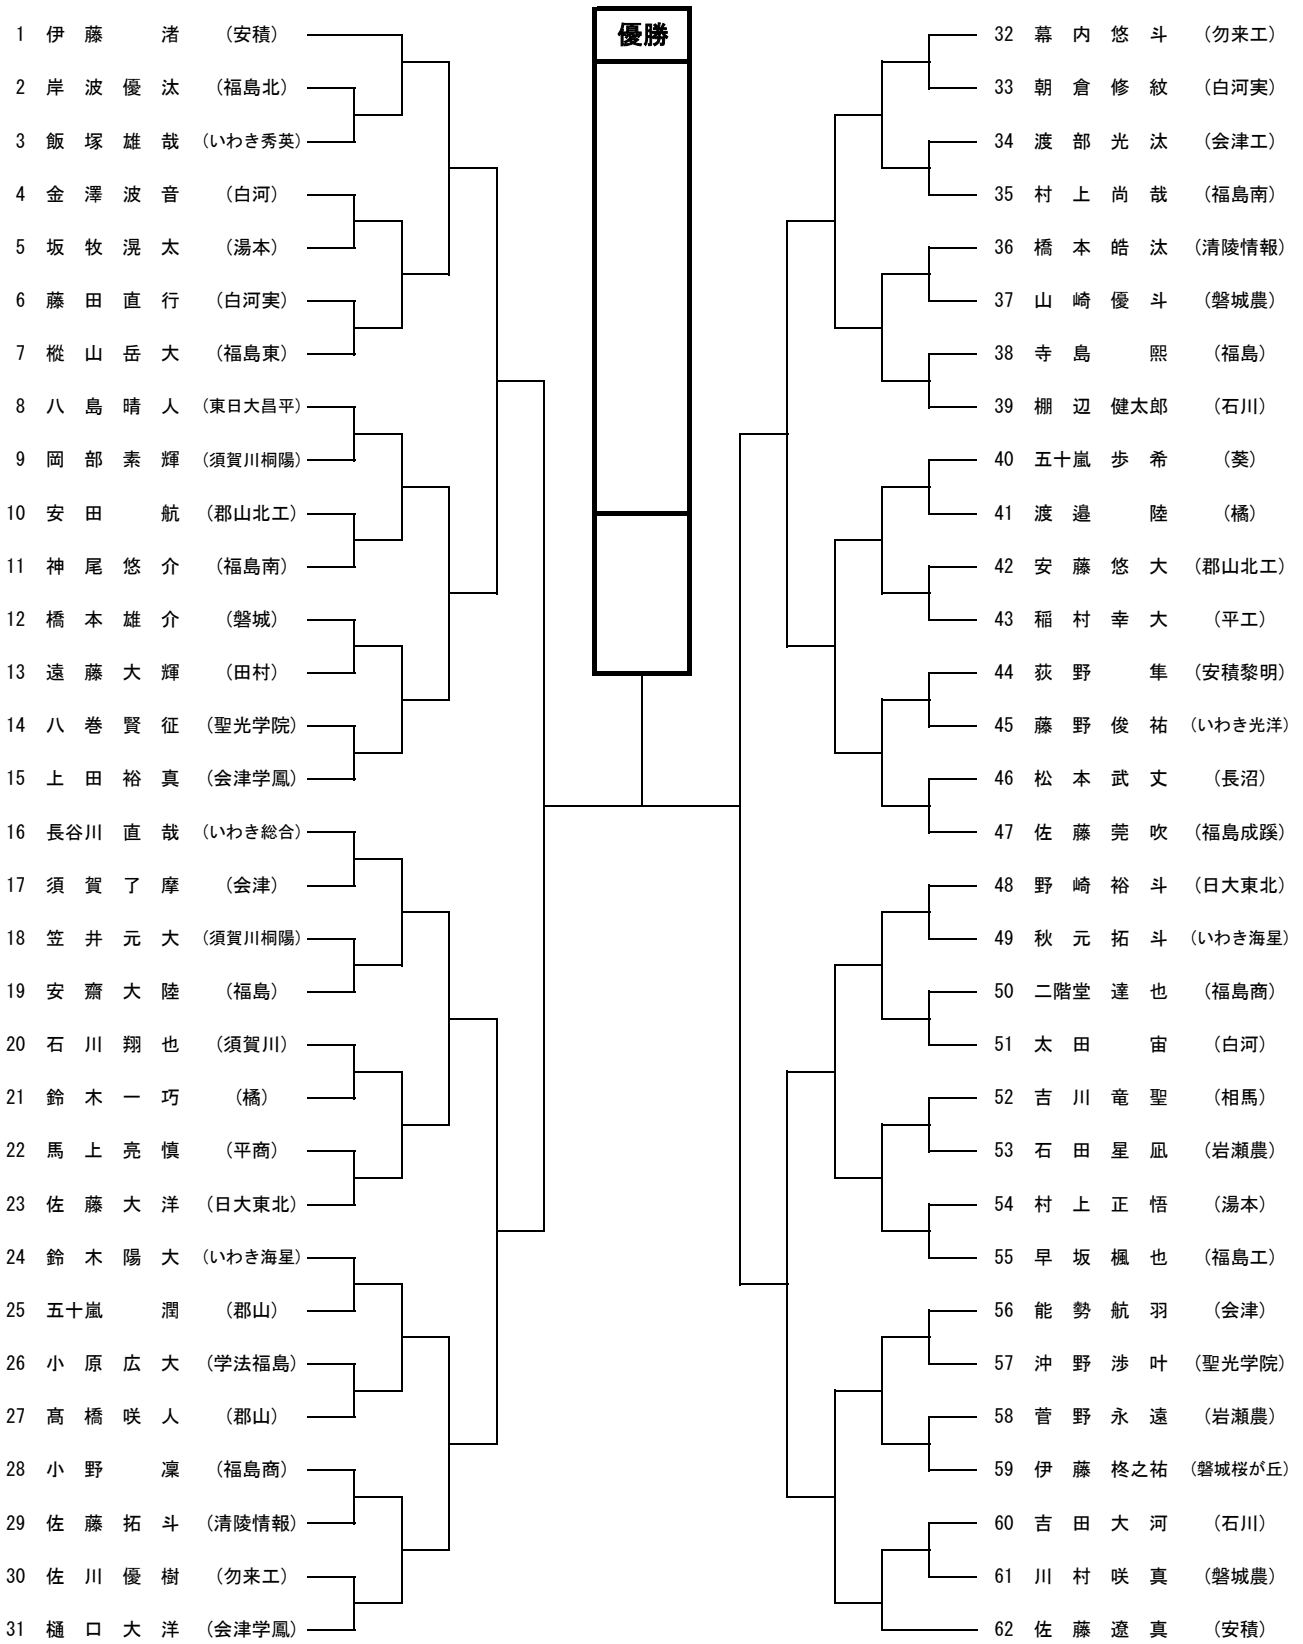 優勝
1 伊藤 渚 (安積)
2 岸波優汰 (福島北)
3 飯塚雄哉 (いわき秀英)
4 金澤波音 (白河)
5 坂牧滉太 (湯本)
6 藤田直行 (白河実)
7 樅山岳大 (福島東)
8 八島晴人 (東日大昌平)
9 岡部素輝 (須賀川桐陽)
10 安田 航 (郡山北工)
11 神尾悠介 (福島南)
12 橋本雄介 (磐城)
13 遠藤大輝 (田村)
14 八巻賢征 (聖光学院)
15 上田裕真 (会津学鳳)
16 長谷川直哉 (いわき総合)
17 須賀了摩 (会津)
18 笠井元大 (須賀川桐陽)
19 安齋大陸 (福島)
20 石川翔也 (須賀川)
21 鈴木一巧 (橘)
22 馬上亮慎 (平商)
23 佐藤大洋 (日大東北)
24 鈴木陽大 (いわき海星)
25 五十嵐 潤 (郡山)
26 小原広大 (学法福島)
27 髙橋咲人 (郡山)
28 小野 凜 (福島商)
29 佐藤拓斗 (清陵情報)
30 佐川優樹 (勿来工)
31 樋口大洋 (会津学鳳)
32 幕内悠斗 (勿来工)
33 朝倉修紋 (白河実)
34 渡部光汰 (会津工)
35 村上尚哉 (福島南)
36 橋本皓汰 (清陵情報)
37 山崎優斗 (磐城農)
38 寺島 熙 (福島)
39 棚辺健太郎 (石川)
40 五十嵐歩希 (葵)
41 渡邉 陸 (橘)
42 安藤悠大 (郡山北工)
43 稲村幸大 (平工)
44 荻野 隼 (安積黎明)
45 藤野俊祐 (いわき光洋)
46 松本武丈 (長沼)
47 佐藤莞吹 (福島成蹊)
48 野崎裕斗 (日大東北)
49 秋元拓斗 (いわき海星)
50 二階堂達也 (福島商)
51 太田 宙 (白河)
52 吉川竜聖 (相馬)
53 石田星凪 (岩瀬農)
54 村上正悟 (湯本)
55 早坂楓也 (福島工)
56 能勢航羽 (会津)
57 沖野渉叶 (聖光学院)
58 菅野永遠 (岩瀬農)
59 伊藤柊之祐 (磐城桜が丘)
60 吉田大河 (石川)
61 川村咲真 (磐城農)
62 佐藤遼真 (安積)